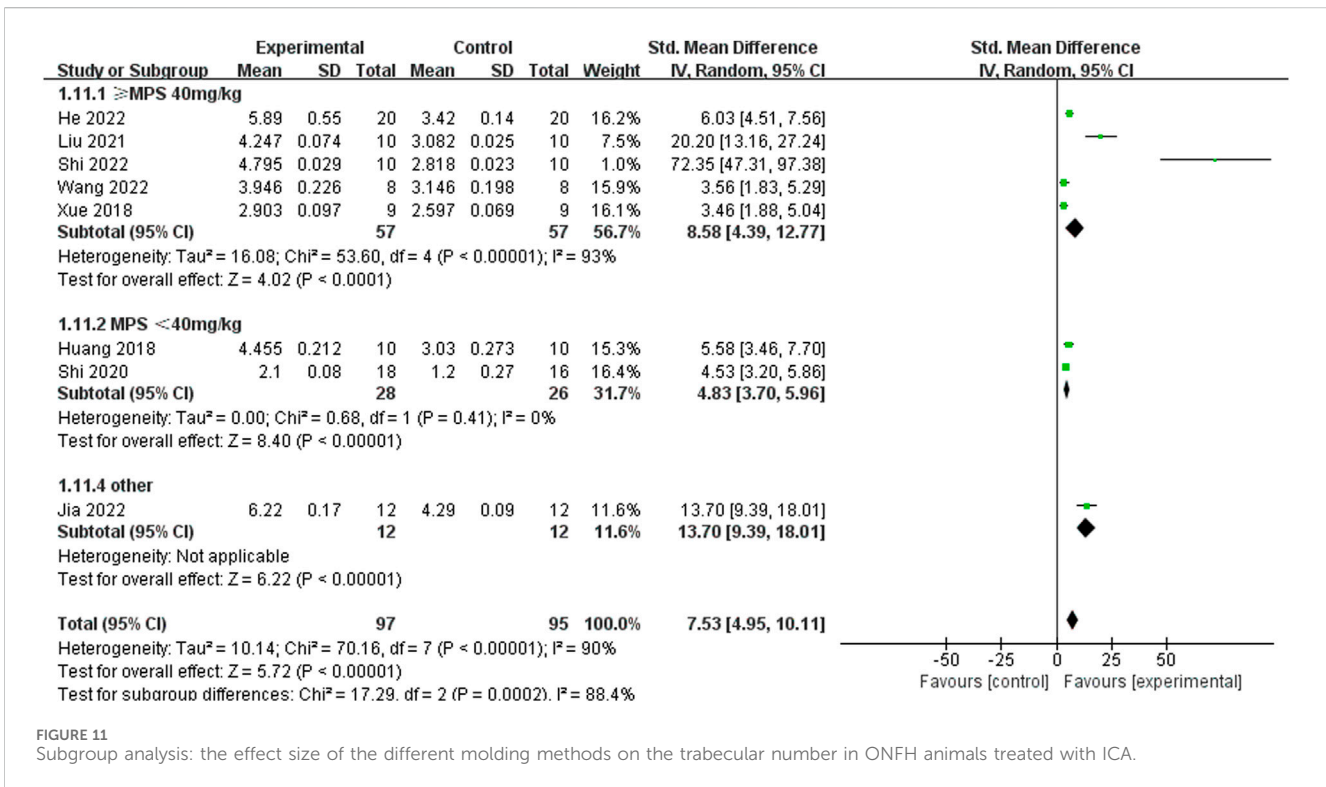 Experimental Control Std. Mean Difference Std. Mean Difference
Study or Subgroup Mean SD Total Mean SD Total Weight IV, Random, 95% CI IV, Random, 95% CI
1.11.1 ≥MPS 40mg/kg
He 2022 5.89 0.55 20 3.42 0.14 20 16.2% 6.03 [4.51, 7.56]
Liu 2021 4.247 0.074 10 3.082 0.025 10 7.5% 20.20 [13.16, 27.24]
Shi 2022 4.795 0.029 10 2.818 0.023 10 1.0% 72.35 [47.31, 97.38]
Wang 2022 3.946 0.226 8 3.146 0.198 8 15.9% 3.56 [1.83, 5.29]
Xue 2018 2.903 0.097 9 2.597 0.069 9 16.1% 3.46 [1.88, 5.04]
Subtotal (95% CI) 57 57 56.7% 8.58 [4.39, 12.77]
Heterogeneity: Tau² = 16.08; Chi² = 53.60, df = 4 (P < 0.00001); I² = 93%
Test for overall effect: Z = 4.02 (P < 0.0001)
1.11.2 MPS <40mg/kg
Huang 2018 4.455 0.212 10 3.03 0.273 10 15.3% 5.58 [3.46, 7.70]
Shi 2020 2.1 0.08 18 1.2 0.27 16 16.4% 4.53 [3.20, 5.86]
Subtotal (95% CI) 28 26 31.7% 4.83 [3.70, 5.96]
Heterogeneity: Tau² = 0.00; Chi² = 0.68, df = 1 (P = 0.41); I² = 0%
Test for overall effect: Z = 8.40 (P < 0.00001)
1.11.4 other
Jia 2022 6.22 0.17 12 4.29 0.09 12 11.6% 13.70 [9.39, 18.01]
Subtotal (95% CI) 12 12 11.6% 13.70 [9.39, 18.01]
Heterogeneity: Not applicable
Test for overall effect: Z = 6.22 (P < 0.00001)
Total (95% CI) 97 95 100.0% 7.53 [4.95, 10.11]
Heterogeneity: Tau² = 10.14; Chi² = 70.16, df = 7 (P < 0.00001); I² = 90%
Test for overall effect: Z = 5.72 (P < 0.00001)
Test for subgroup differences: Chi² = 17.29, df = 2 (P = 0.0002), I² = 88.4%
-50 -25 0 25 50
Favours [control] Favours [experimental]
FIGURE 11
Subgroup analysis: the effect size of the different molding methods on the trabecular number in ONFH animals treated with ICA.